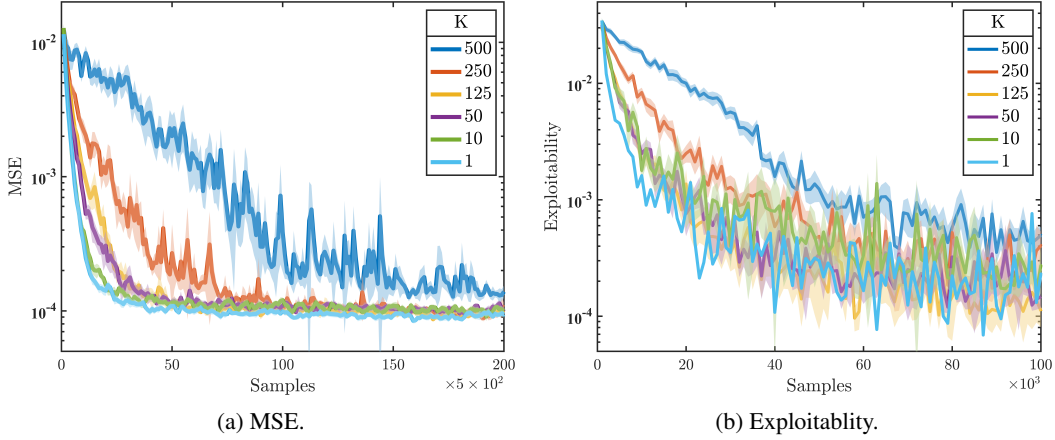 K
500
250
125
50
10
1
10^-2
10^-3
10^-4
MSE
0 50 100 150 200
Samples
×5 × 10^2
(a) MSE.
K
500
250
125
50
10
1
10^-2
10^-3
10^-4
Exploitability
0 20 40 60 80 100
Samples
×10^3
(b) Exploitablity.